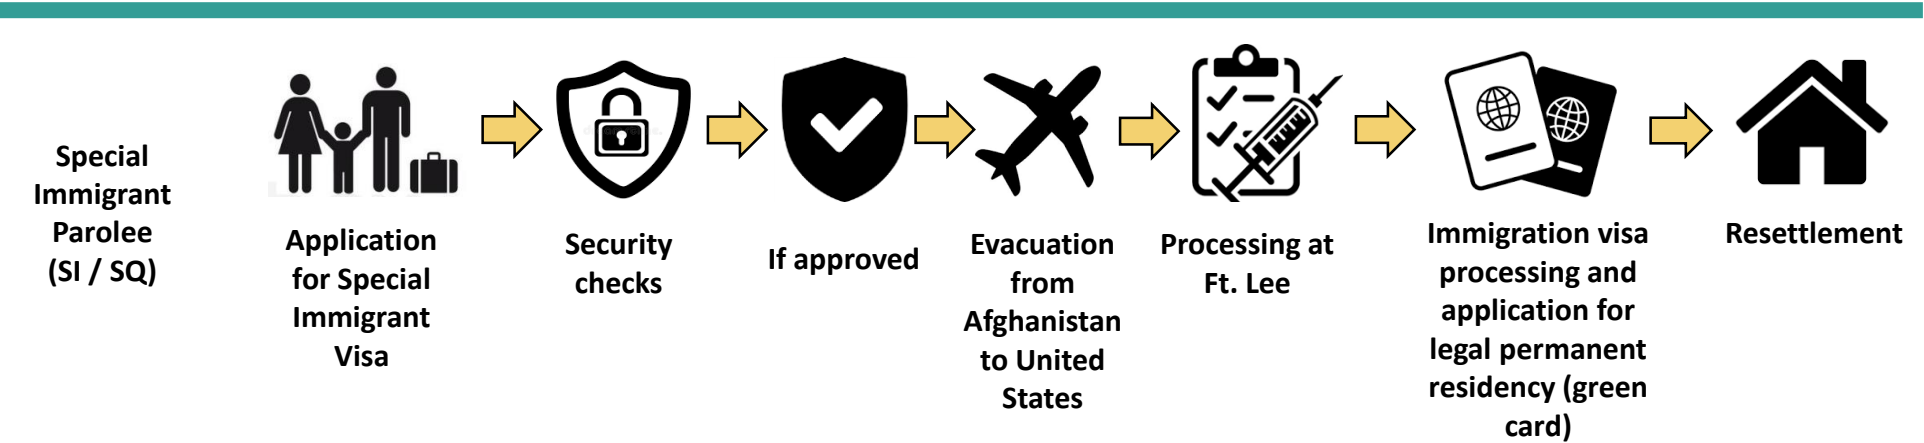 Special
Immigrant
Parolee
(SI / SQ)
Application
for Special
Immigrant
Visa
Security
checks
If approved
Evacuation
from
Afghanistan
to United
States
Processing at
Ft. Lee
Immigration visa
processing and
application for
legal permanent
residency (green
card)
Resettlement